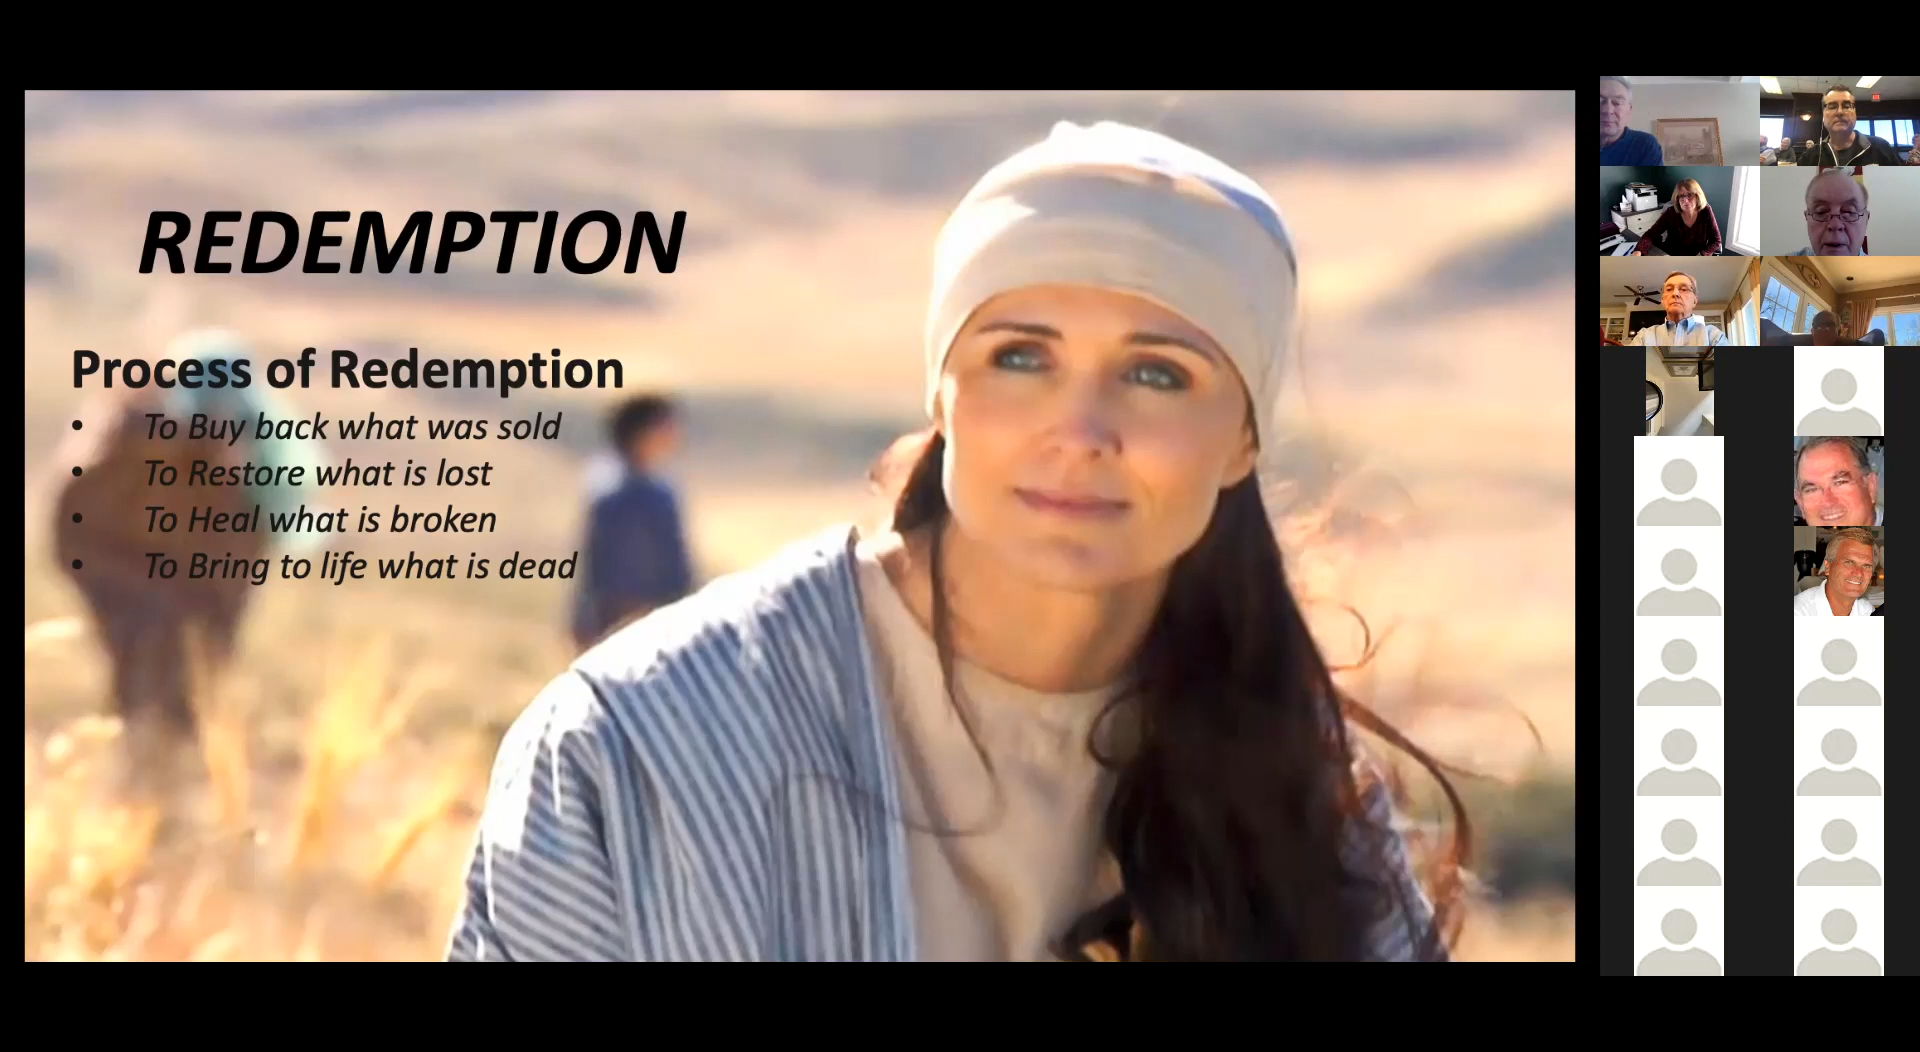 REDEMPTION
Process of Redemption
• To Buy back what was sold
• To Restore what is lost
• To Heal what is broken
• To Bring to life what is dead